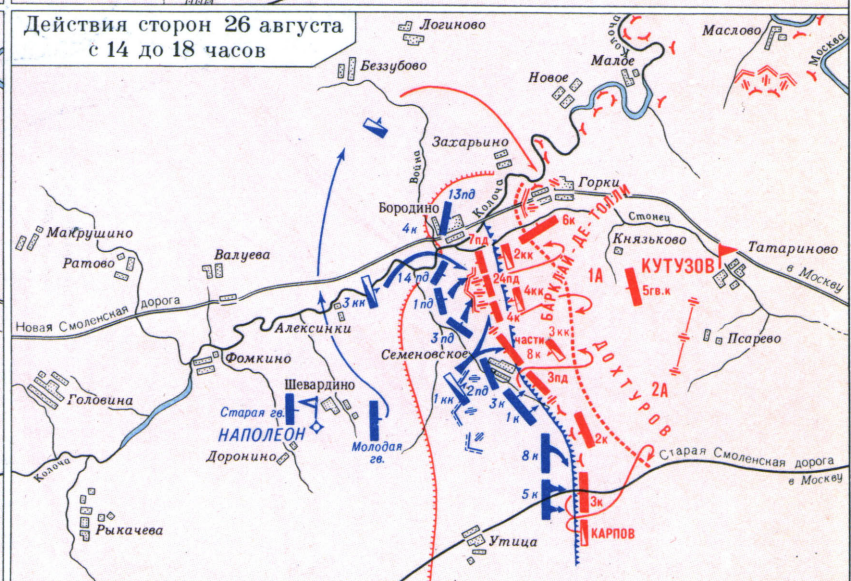 Действия сторон 26 августа
с 14 до 18 часов
Логиново
Беззубово
Маслово
Москва
Колоча
Малое
Новое
Захарьино
Война
Колоча
Горки
13пд
Бородино
4к
Стонец
6к
БАРКЛАЙ-ДЕ-ТОЛЛИ
Князьково
КУТУЗОВ
Татариново
в Москву
Макрушино
Ратово
Валуева
7пд
2кк
14пд
24пд
1А
5гв.к
3кк
1пд
4кк
4к
Новая Смоленская дорога
Алексинки
3пд
3кк
части
8к
ДОХТУРОВ
Псарево
Семеновское
Фомкино
Шевардино
2пд
3пд
2А
1кк
3к
1к
Головина
Старая гв.
НАПОЛЕОН
Молодая
гв.
2к
Доронино
8к
Старая Смоленская дорога
в Москву
Колоча
5к
3к
Рыкачева
Утица
КАРПОВ